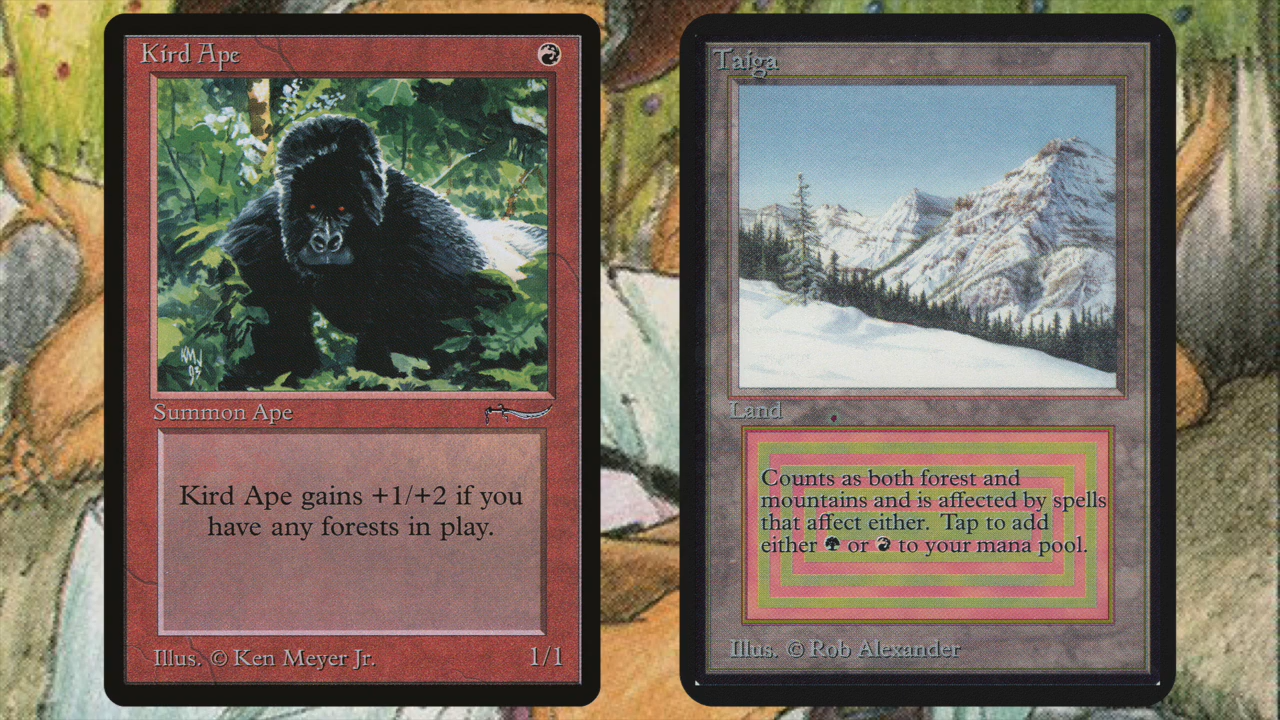 Kird Ape
Summon Ape
Kird Ape gains +1/+2 if you
have any forests in play.
Illus. © Ken Meyer Jr.
1/1
KMJ
93
Taiga
Land
Counts as both forest and
mountains and is affected by spells
that affect either. Tap to add
either or to your mana pool.
Illus. © Rob Alexander